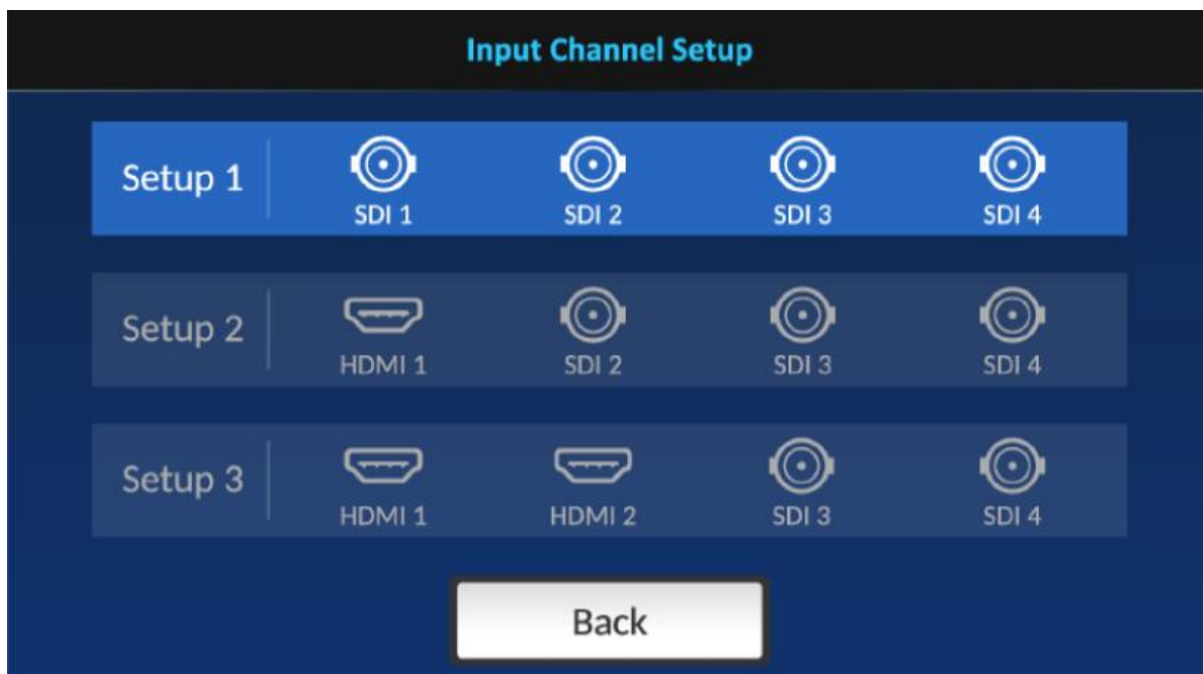 Input Channel Setup
Setup 1
SDI 1 SDI 2 SDI 3 SDI 4
Setup 2
HDMI 1 SDI 2 SDI 3 SDI 4
Setup 3
HDMI 1 HDMI 2 SDI 3 SDI 4
Back